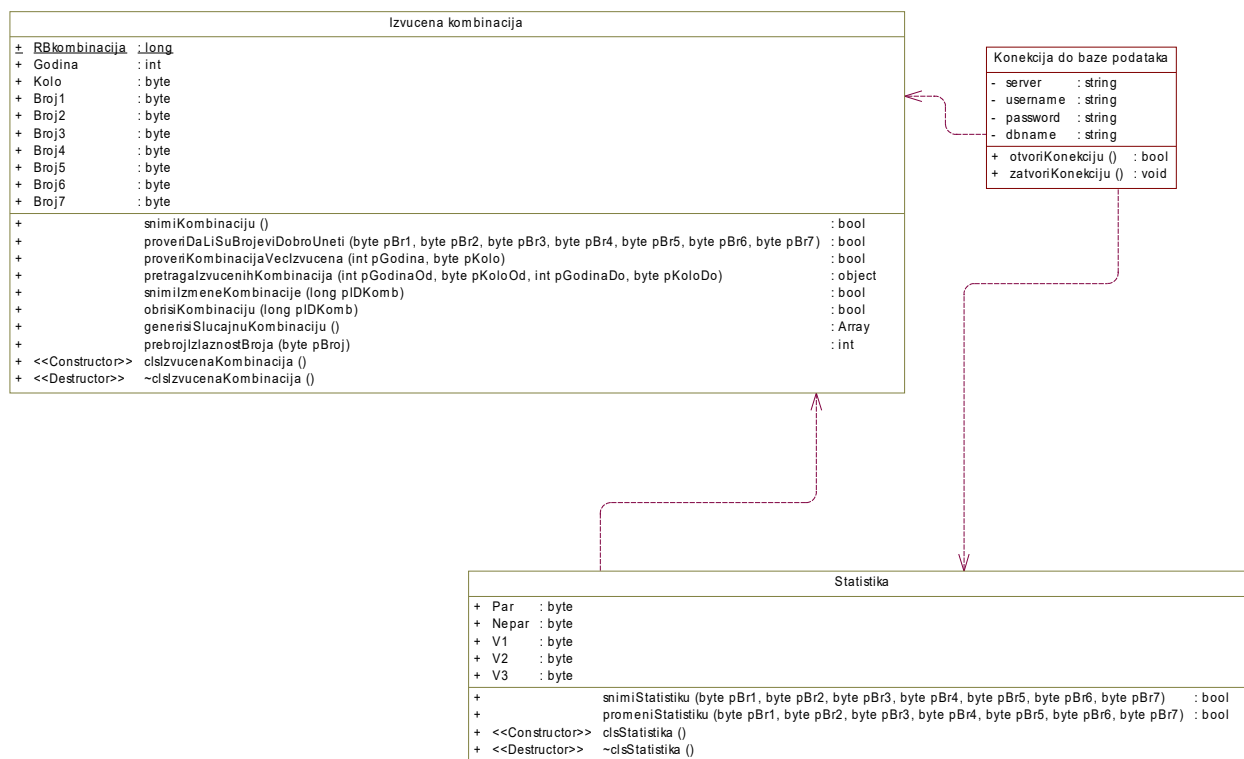 Izvucena kombinacija
+ RBkombinacija : long
+ Godina : int
+ Kolo : byte
+ Broj1 : byte
+ Broj2 : byte
+ Broj3 : byte
+ Broj4 : byte
+ Broj5 : byte
+ Broj6 : byte
+ Broj7 : byte
+ snimiKombinaciju () : bool
+ proveriDaLiSuBrojeviDobroUneti (byte pBr1, byte pBr2, byte pBr3, byte pBr4, byte pBr5, byte pBr6, byte pBr7) : bool
+ proveriKombinacijaVecIzvucena (int pGodina, byte pKolo) : bool
+ pretragaIzvucenihKombinacija (int pGodinaOd, byte pKoloOd, int pGodinaDo, byte pKoloDo) : object
+ snimiIzmeneKombinacije (long pIDKomb) : bool
+ obrisiKombinaciju (long pIDKomb) : bool
+ generisiSlucajnuKombinaciju () : Array
+ prebrojIzlaznostBroja (byte pBroj) : int
+ <<Constructor>> clsIzvucenaKombinacija ()
+ <<Destructor>> ~clsIzvucenaKombinacija ()
Konekcija do baze podataka
- server : string
- username : string
- password : string
- dbname : string
+ otvoriKonekciju () : bool
+ zatvoriKonekciju () : void
Statistika
+ Par : byte
+ Nepar : byte
+ V1 : byte
+ V2 : byte
+ V3 : byte
+ snimiStatistiku (byte pBr1, byte pBr2, byte pBr3, byte pBr4, byte pBr5, byte pBr6, byte pBr7) : bool
+ promeniStatistiku (byte pBr1, byte pBr2, byte pBr3, byte pBr4, byte pBr5, byte pBr6, byte pBr7) : bool
+ <<Constructor>> clsStatistika ()
+ <<Destructor>> ~clsStatistika ()